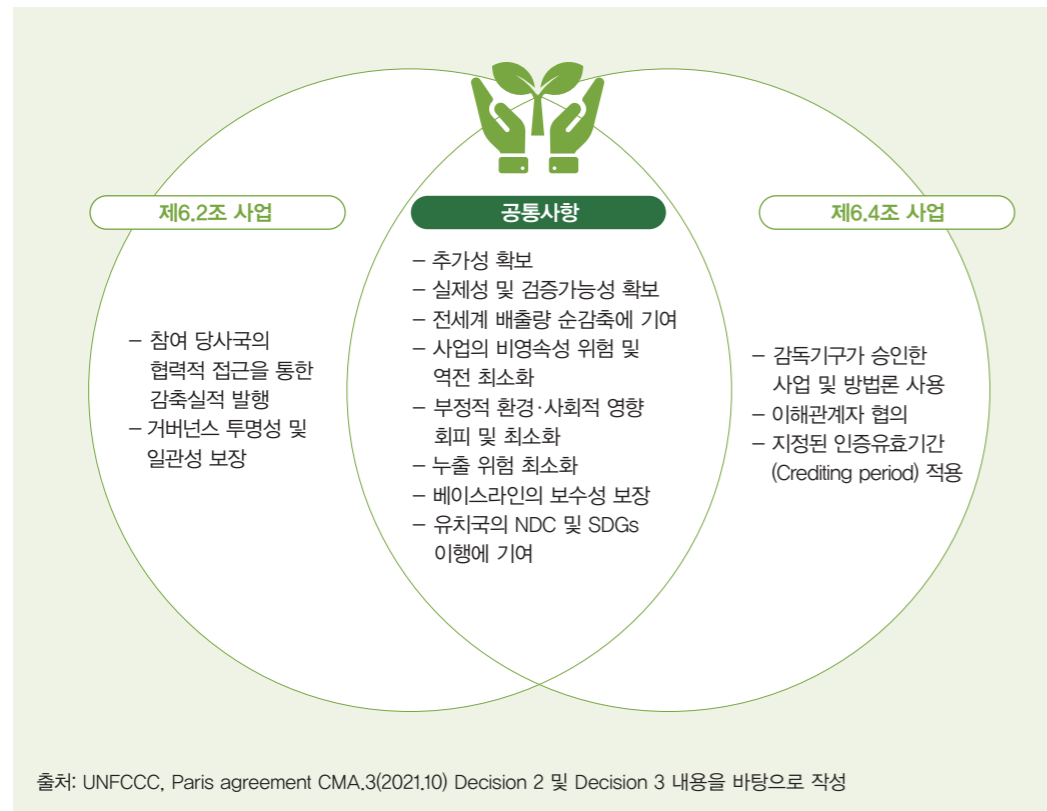 제6.2조 사업
– 참여 당사국의
협력적 접근을 통한
감축실적 발행
– 거버넌스 투명성 및
일관성 보장
공통사항
– 추가성 확보
– 실제성 및 검증가능성 확보
– 전세계 배출량 순감축에 기여
– 사업의 비영속성 위험 및
역전 최소화
– 부정적 환경·사회적 영향
회피 및 최소화
– 누출 위험 최소화
– 베이스라인의 보수성 보장
– 유치국의 NDC 및 SDGs
이행에 기여
제6.4조 사업
– 감독기구가 승인한
사업 및 방법론 사용
– 이해관계자 협의
– 지정된 인증유효기간
(Crediting period) 적용
출처: UNFCCC, Paris agreement CMA.3(2021.10) Decision 2 및 Decision 3 내용을 바탕으로 작성